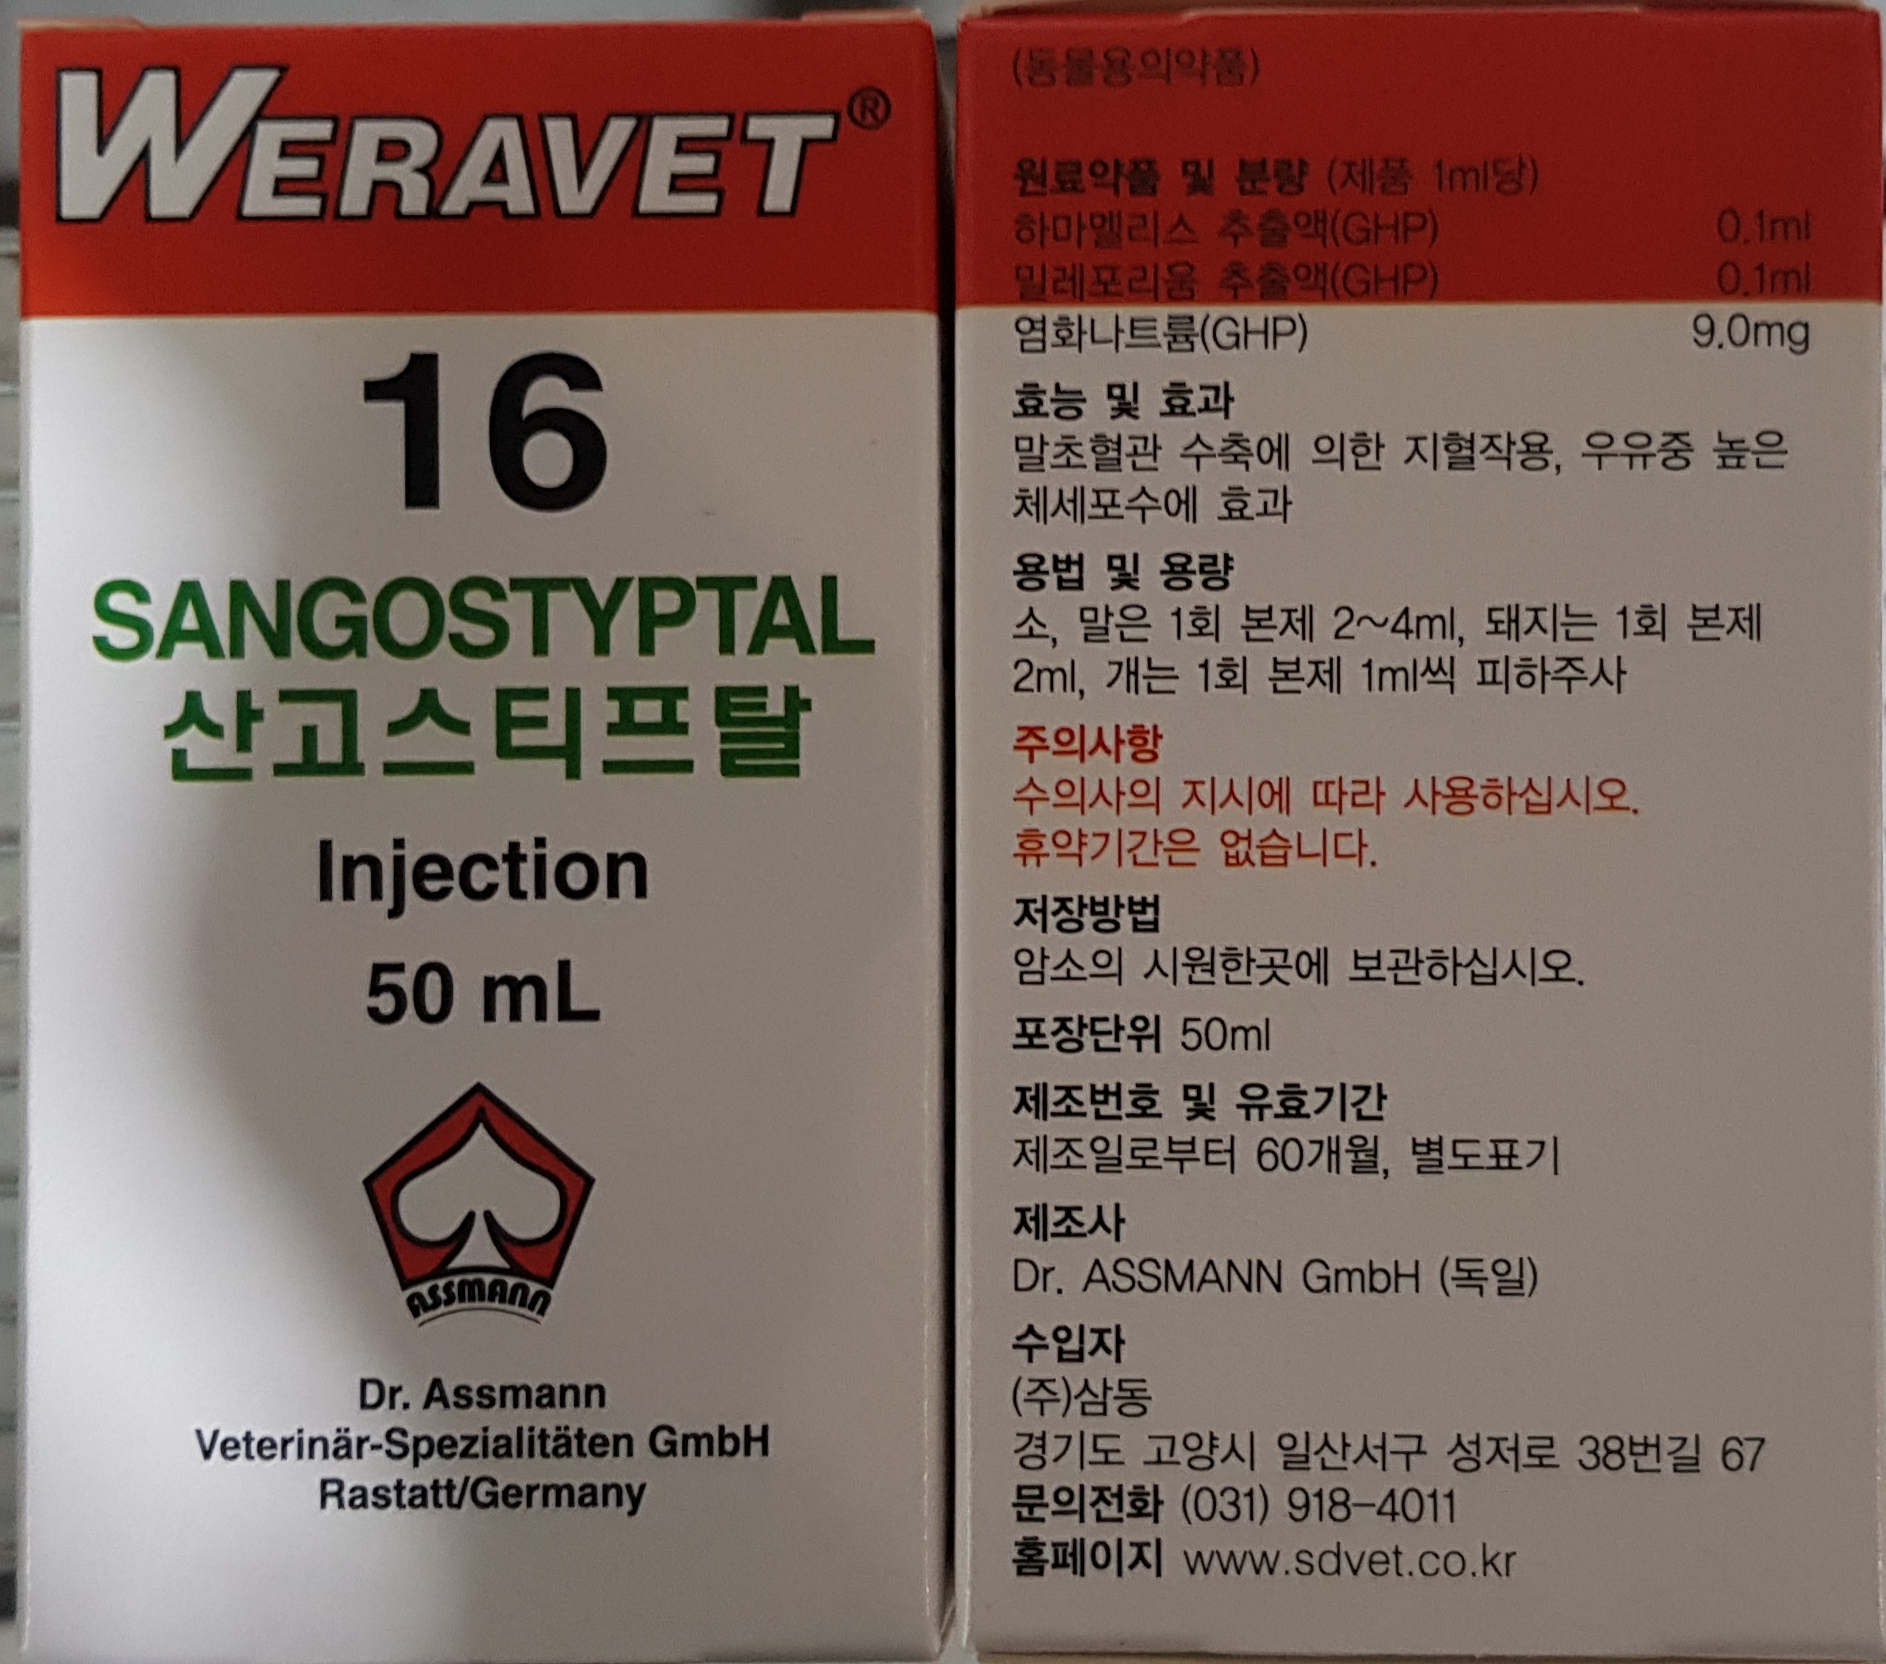 WERAVET®
16
SANGOSTYPTAL
산고스티프탈
Injection
50 mL
ASSMANN
Dr. Assmann
Veterinär-Spezialitäten GmbH
Rastatt/Germany
(동물용의약품)
원료약품 및 분량 (제품 1ml당)
하마멜리스 추출액(GHP) 0.1ml
밀레포리움 추출액(GHP) 0.1ml
염화나트륨(GHP) 9.0mg
효능 및 효과
말초혈관 수축에 의한 지혈작용, 우유중 높은
체세포수에 효과
용법 및 용량
소, 말은 1회 본제 2~4ml, 돼지는 1회 본제
2ml, 개는 1회 본제 1ml씩 피하주사
주의사항
수의사의 지시에 따라 사용하십시오.
휴약기간은 없습니다.
저장방법
암소의 시원한곳에 보관하십시오.
포장단위 50ml
제조번호 및 유효기간
제조일로부터 60개월, 별도표기
제조사
Dr. ASSMANN GmbH (독일)
수입자
(주)삼동
경기도 고양시 일산서구 성저로 38번길 67
문의전화 (031) 918-4011
홈페이지 www.sdvet.co.kr